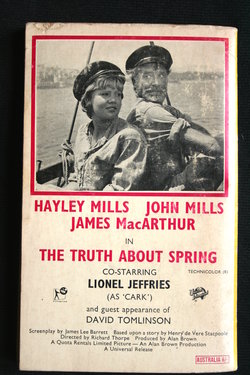 HAYLEY MILLS JOHN MILLS
JAMES MacARTHUR
IN
THE TRUTH ABOUT SPRING
TECHNICOLOR
CO-STARRING
LIONEL JEFFRIES
(AS 'CARK')
and guest appearance of
DAVID TOMLINSON
Screenplay by James Lee Barrett Based upon a story by Henry de Vere Stacpoole
Directed by Richard Thorpe Produced by Alan Brown
A Quota Rentals Limited Picture — An Alan Brown Production
A Universal Release
AUSTRALIA